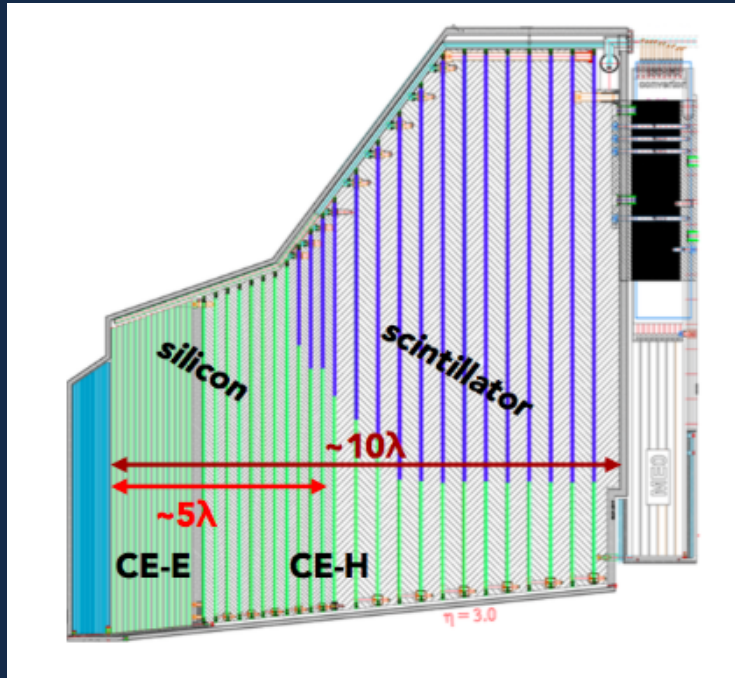 silicon
scintillator
~10λ
~5λ
CE-E
CE-H
η = 3.0